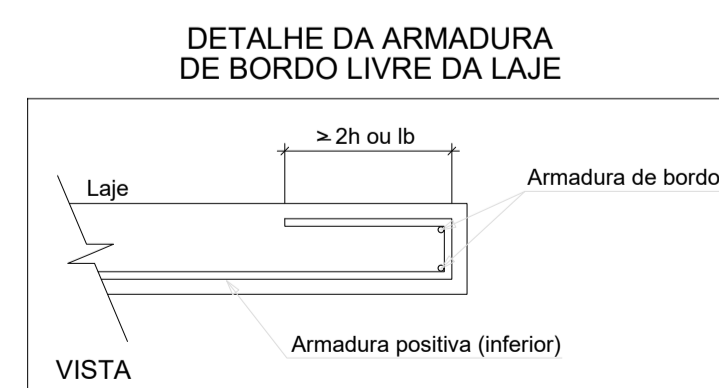 DETALHE DA ARMADURA
DE BORDO LIVRE DA LAJE
≥ 2h ou lb
Armadura de bordo
Laje
Armadura positiva (inferior)
VISTA